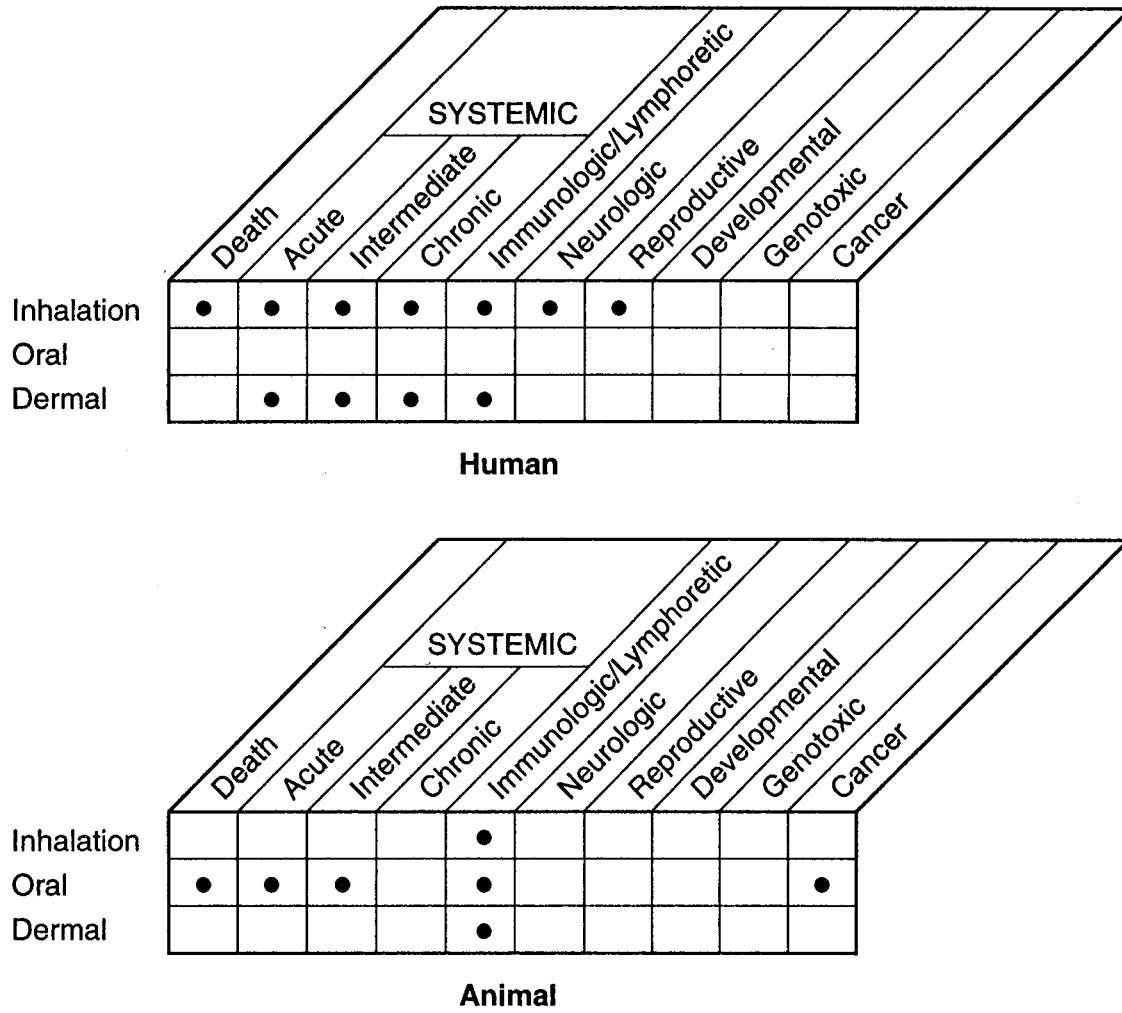 SYSTEMIC
Death
Acute
Intermediate
Chronic
Immunologic/Lymphoretic
Neurologic
Reproductive
Developmental
Genotoxic
Cancer
Inhalation
Oral
Dermal
Human
SYSTEMIC
Death
Acute
Intermediate
Chronic
Immunologic/Lymphoretic
Neurologic
Reproductive
Developmental
Genotoxic
Cancer
Inhalation
Oral
Dermal
Animal